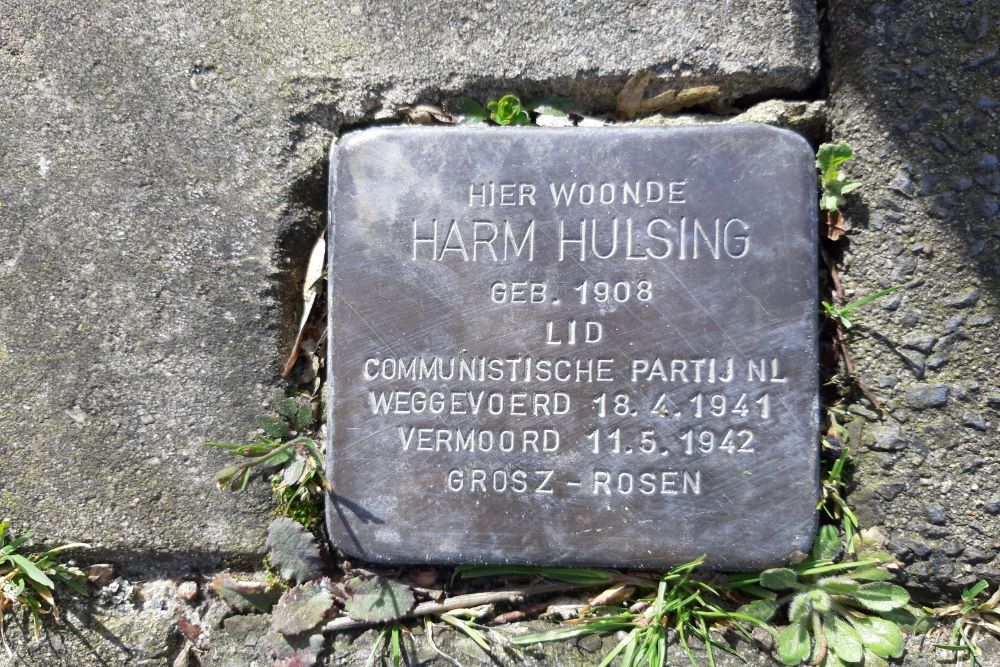 HIER WOONDE
HARM HULSING
GEB. 1908
LID
COMMUNISTISCHE PARTIJ NL
WEGGEVOERD 18.4.1941
VERMOORD 11.5.1942
GROSZ-ROSEN